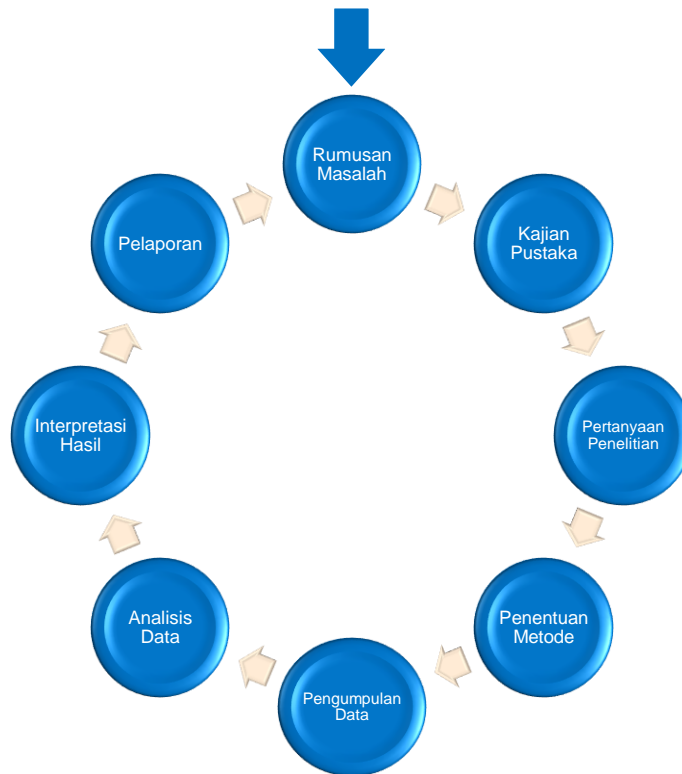 Rumusan
Masalah
Kajian
Pustaka
Pertanyaan
Penelitian
Penentuan
Metode
Pengumpulan
Data
Analisis
Data
Interpretasi
Hasil
Pelaporan